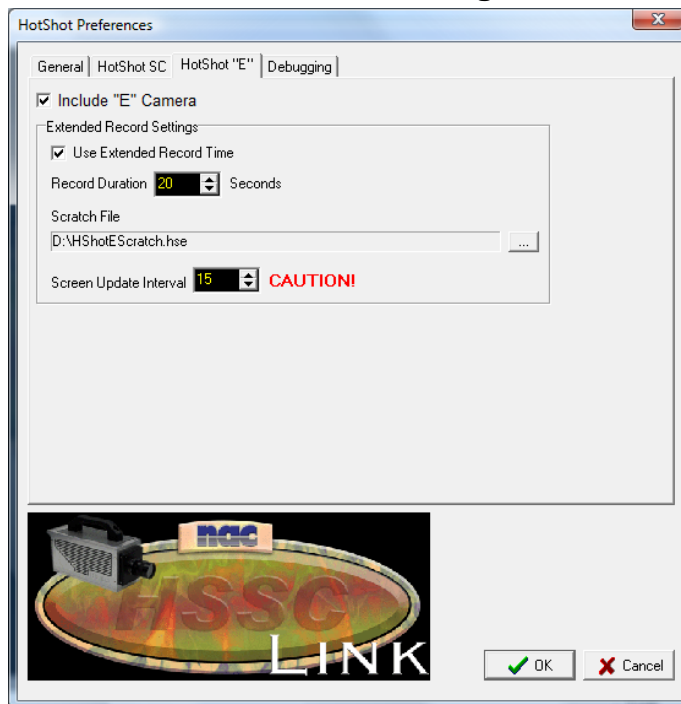 HotShot Preferences
General HotShot SC HotShot "E" Debugging
Include "E" Camera
Extended Record Settings
Use Extended Record Time
Record Duration 20 Seconds
Scratch File
D:\HShotEScratch.hse
...
Screen Update Interval 15 CAUTION!
nac
HSSC
LINK
OK Cancel